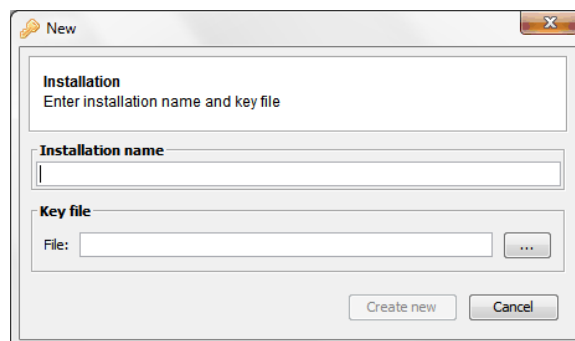 New
Installation
Enter installation name and key file
Installation name
Key file
File:
...
Create new
Cancel